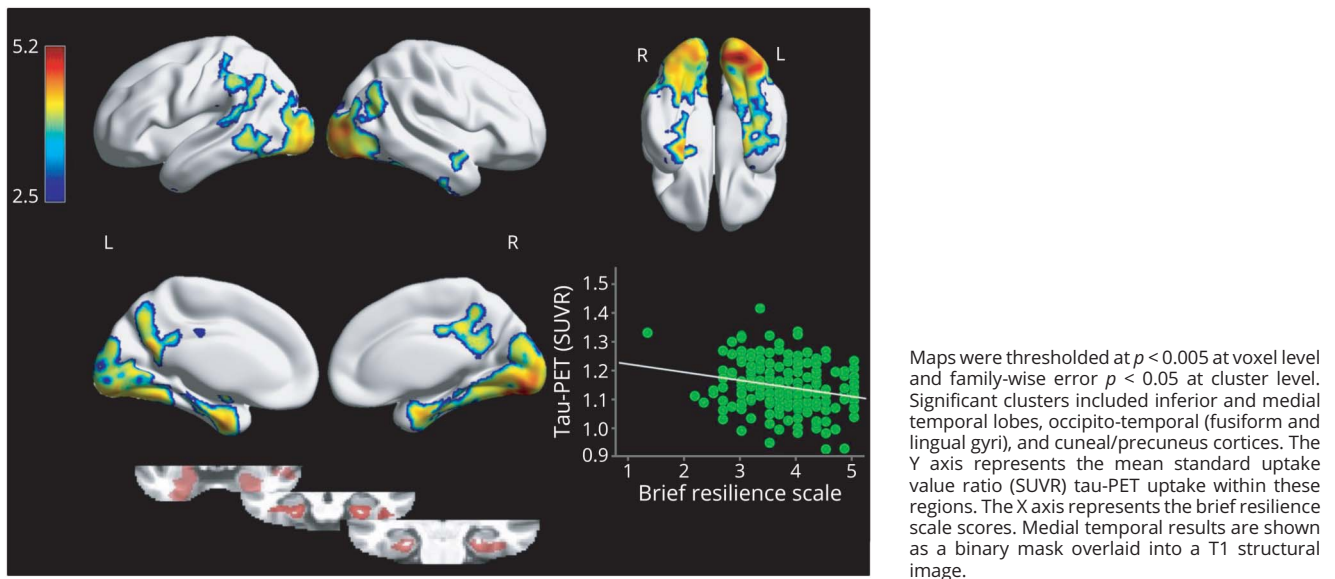 5.2
2.5
R
L
L
R
Tau-PET (SUVR)
1.5
1.4
1.3
1.2
1.1
1.0
0.9
1 2 3 4 5
Brief resilience scale
Maps were thresholded at p < 0.005 at voxel level
and family-wise error p < 0.05 at cluster level.
Significant clusters included inferior and medial
temporal lobes, occipito-temporal (fusiform and
lingual gyri), and cuneal/precuneus cortices. The
Y axis represents the mean standard uptake
value ratio (SUVR) tau-PET uptake within these
regions. The X axis represents the brief resilience
scale scores. Medial temporal results are shown
as a binary mask overlaid into a T1 structural
image.